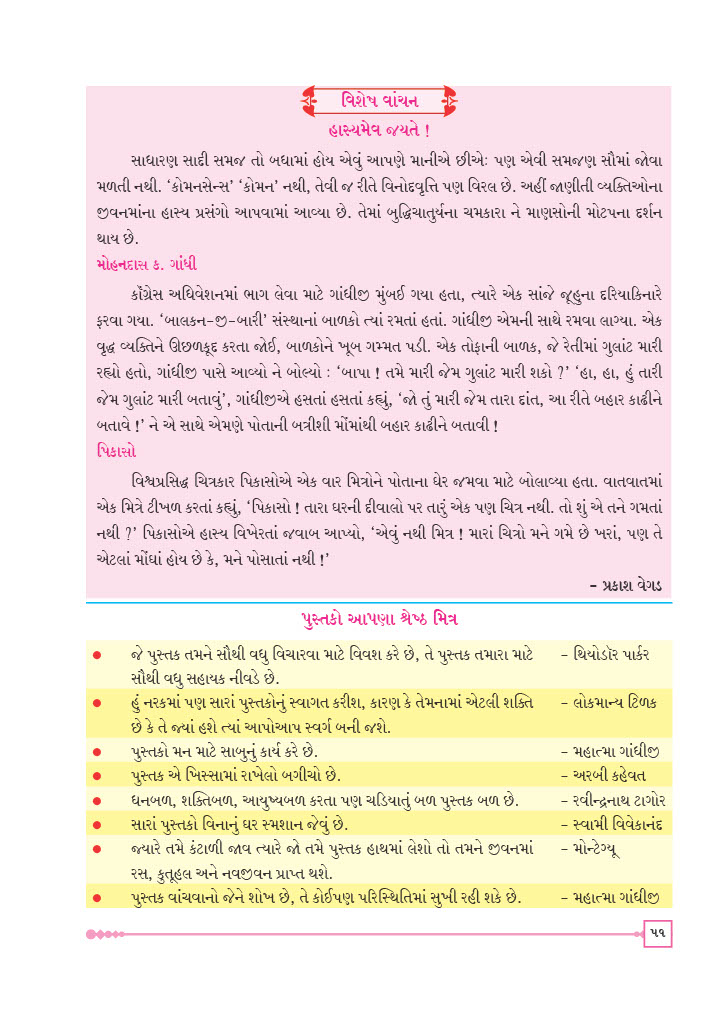 વિશેષ વાંચન
હાસ્યમેવ જયતે !
સાધારણ સાદી સમજ તો બધામાં હોય એવું આપણે માનીએ છીએઃ પણ એવી સમજણ સૌમાં જોવા
મળતી નથી. ‘કોમનસેન્સ’ ‘કોમન’ નથી, તેવી જ રીતે વિનોદવૃત્તિ પણ વિરલ છે. અહીં જાણીતી વ્યક્તિઓના
જીવનમાંના હાસ્ય પ્રસંગો આપવામાં આવ્યા છે. તેમાં બુદ્ધિચાતુર્યના ચમકારા ને માણસોની મોટપના દર્શન
થાય છે.
મોહનદાસ ક. ગાંધી
કૉંગ્રેસ અધિવેશનમાં ભાગ લેવા માટે ગાંધીજી મુંબઈ ગયા હતા, ત્યારે એક સાંજે જૂહુના દરિયાકિનારે
ફરવા ગયા. ‘બાલકન-જી-બારી’ સંસ્થાનાં બાળકો ત્યાં રમતાં હતાં. ગાંધીજી એમની સાથે રમવા લાગ્યા. એક
વૃદ્ધ વ્યક્તિને ઊછળકૂદ કરતા જોઈ, બાળકોને ખૂબ ગમ્મત પડી. એક તોફાની બાળક, જે રેતીમાં ગુલાંટ મારી
રહ્યો હતો, ગાંધીજી પાસે આવ્યો ને બોલ્યો : ‘બાપા ! તમે મારી જેમ ગુલાંટ મારી શકો ?’ ‘હા, હા, હું તારી
જેમ ગુલાંટ મારી બતાવું’, ગાંધીજીએ હસતાં હસતાં કહ્યું, ‘જો તું મારી જેમ તારા દાંત, આ રીતે બહાર કાઢીને
બતાવે !’ ને એ સાથે એમણે પોતાની બત્રીશી મોંમાંથી બહાર કાઢીને બતાવી !
પિકાસો
વિશ્વપ્રસિદ્ધ ચિત્રકાર પિકાસોએ એક વાર મિત્રોને પોતાના ઘેર જમવા માટે બોલાવ્યા હતા. વાતવાતમાં
એક મિત્રે ટીખળ કરતાં કહ્યું, ‘પિકાસો ! તારા ઘરની દીવાલો પર તારું એક પણ ચિત્ર નથી. તો શું એ તને ગમતાં
નથી ?’ પિકાસોએ હાસ્ય વિખેરતાં જવાબ આપ્યો, ‘એવું નથી મિત્ર ! મારાં ચિત્રો મને ગમે છે ખરાં, પણ તે
એટલાં મોંઘાં હોય છે કે, મને પોસાતાં નથી !’
- પ્રકાશ વેગડ
પુસ્તકો આપણા શ્રેષ્ઠ મિત્ર
● જે પુસ્તક તમને સૌથી વધુ વિચારવા માટે વિવશ કરે છે, તે પુસ્તક તમારા માટે - થિયોડૉર પાર્કર
સૌથી વધુ સહાયક નીવડે છે.
● હું નરકમાં પણ સારાં પુસ્તકોનું સ્વાગત કરીશ, કારણ કે તેમનામાં એટલી શક્તિ - લોકમાન્ય ટિળક
છે કે તે જ્યાં હશે ત્યાં આપોઆપ સ્વર્ગ બની જશે.
● પુસ્તકો મન માટે સાબુનું કાર્ય કરે છે. - મહાત્મા ગાંધીજી
● પુસ્તક એ ખિસ્સામાં રાખેલો બગીચો છે. - અરબી કહેવત
● ધનબળ, શક્તિબળ, આયુષ્યબળ કરતા પણ ચડિયાતું બળ પુસ્તક બળ છે. - રવીન્દ્રનાથ ટાગોર
● સારાં પુસ્તકો વિનાનું ઘર સ્મશાન જેવું છે. - સ્વામી વિવેકાનંદ
● જ્યારે તમે કંટાળી જાવ ત્યારે જો તમે પુસ્તક હાથમાં લેશો તો તમને જીવનમાં - મોન્ટેગ્યૂ
રસ, કુતૂહલ અને નવજીવન પ્રાપ્ત થશે.
● પુસ્તક વાંચવાનો જેને શોખ છે, તે કોઈપણ પરિસ્થિતિમાં સુખી રહી શકે છે. - મહાત્મા ગાંધીજી
૫૧